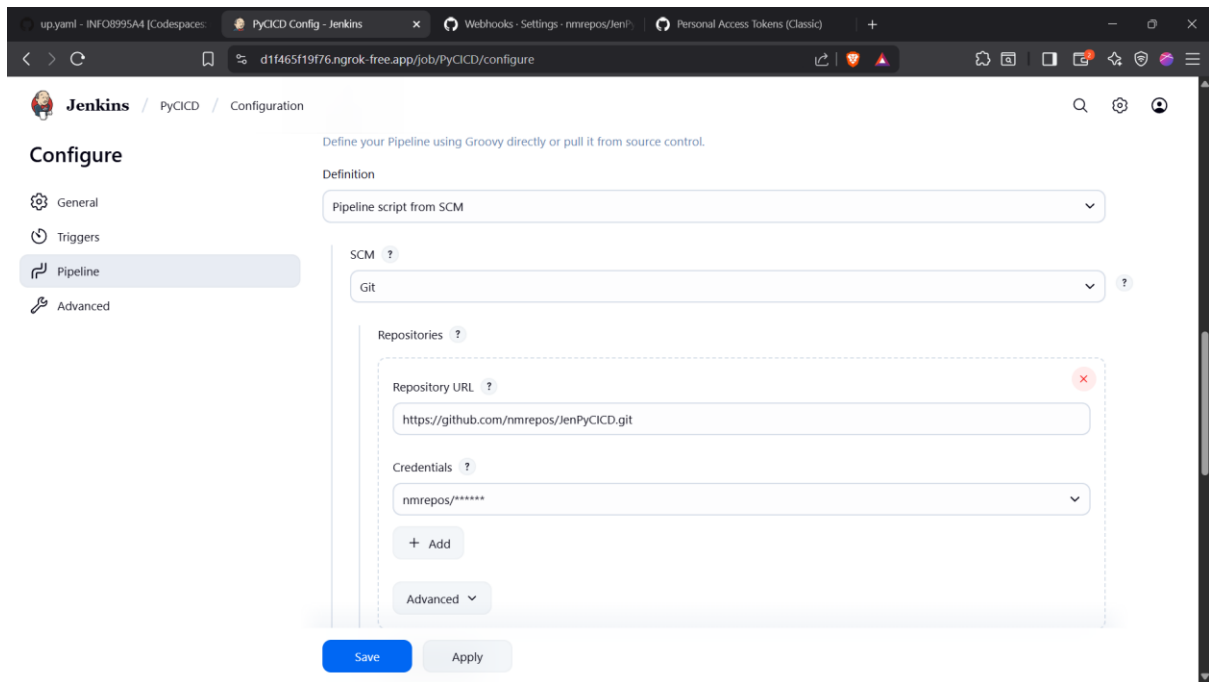 up.yaml - INFO8995A4 [Codespaces:
PyCICD Config - Jenkins
Webhooks · Settings · nmrepos/JenP
Personal Access Tokens (Classic)
d1f465f19f76.ngrok-free.app/job/PyCICD/configure
2
Jenkins / PyCICD / Configuration
Configure
General
Triggers
Pipeline
Advanced
Define your Pipeline using Groovy directly or pull it from source control.
Definition
Pipeline script from SCM
SCM ?
Git
?
Repositories ?
Repository URL ?
https://github.com/nmrepos/JenPyCICD.git
Credentials ?
nmrepos/******
+ Add
Advanced
Save
Apply